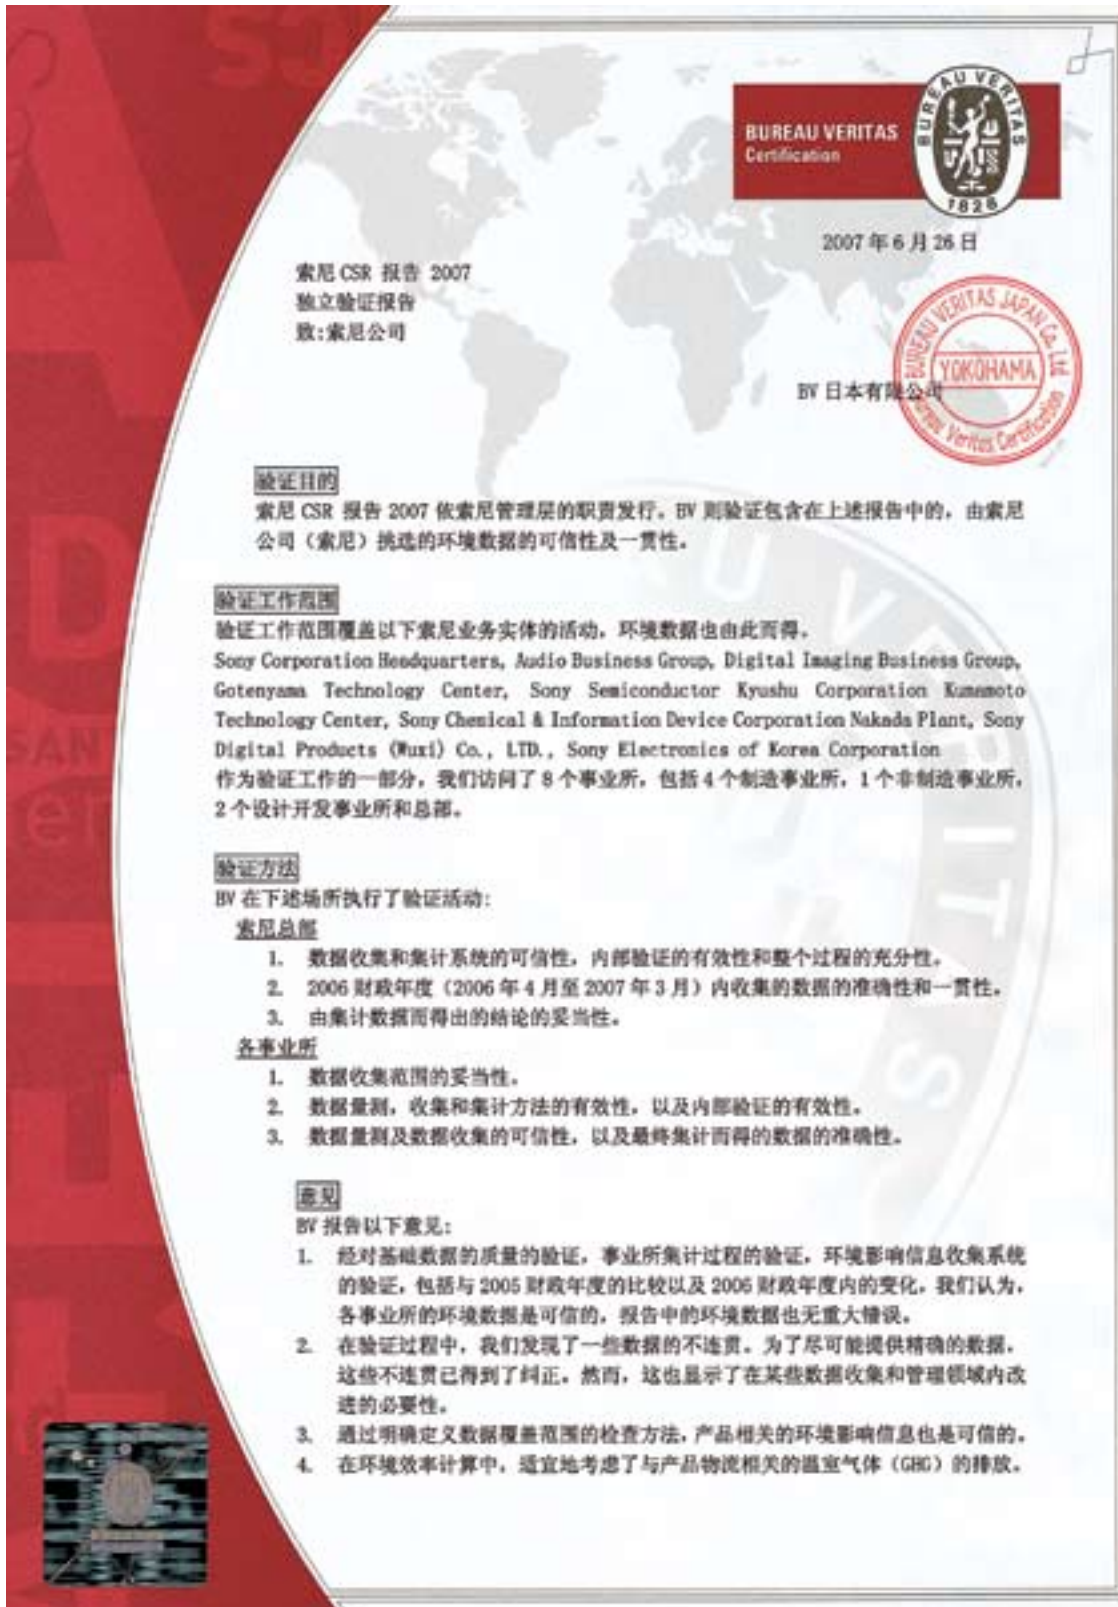 BUREAU VERITAS
Certification
BUREAU VERITAS
1828
2007 年 6 月 26 日
索尼 CSR 报告 2007
独立验证报告
致:索尼公司
BUREAU VERITAS JAPAN Co. Ltd
YOKOHAMA
Bureau Veritas Certification
BV 日本有限公司
验证目的
索尼 CSR 报告 2007 依索尼管理层的职责发行。BV 则验证包含在上述报告中的，由索尼
公司（索尼）挑选的环境数据的可信性及一贯性。
验证工作范围
验证工作范围覆盖以下索尼业务实体的活动，环境数据也由此而得。
Sony Corporation Headquarters, Audio Business Group, Digital Imaging Business Group,
Gotenyama Technology Center, Sony Semiconductor Kyushu Corporation Kumamoto
Technology Center, Sony Chemical & Information Device Corporation Nakada Plant, Sony
Digital Products (Wuxi) Co., LTD., Sony Electronics of Korea Corporation
作为验证工作的一部分，我们访问了 8 个事业所，包括 4 个制造事业所，1 个非制造事业所，
2 个设计开发事业所和总部。
验证方法
BV 在下述场所执行了验证活动:
索尼总部
1. 数据收集和集计系统的可信性，内部验证的有效性和整个过程的充分性。
2. 2006 财政年度（2006 年 4 月至 2007 年 3 月）内收集的数据的准确性和一贯性。
3. 由集计数据而得出的结论的妥当性。
各事业所
1. 数据收集范围的妥当性。
2. 数据量测，收集和集计方法的有效性，以及内部验证的有效性。
3. 数据量测及数据收集的可信性，以及最终集计而得的数据的准确性。
意见
BV 报告以下意见:
1. 经对基础数据的质量的验证，事业所集计过程的验证，环境影响信息收集系统
的验证，包括与 2005 财政年度的比较以及 2006 财政年度内的变化，我们认为，
各事业所的环境数据是可信的，报告中的环境数据也无重大错误。
2. 在验证过程中，我们发现了一些数据的不连贯。为了尽可能提供精确的数据，
这些不连贯已得到了纠正。然而，这也显示了在某些数据收集和管理领域内改
进的必要性。
3. 通过明确定义数据覆盖范围的检查方法，产品相关的环境影响信息也是可信的。
4. 在环境效率计算中，适宜地考虑了与产品物流相关的温室气体（GHG）的排放。